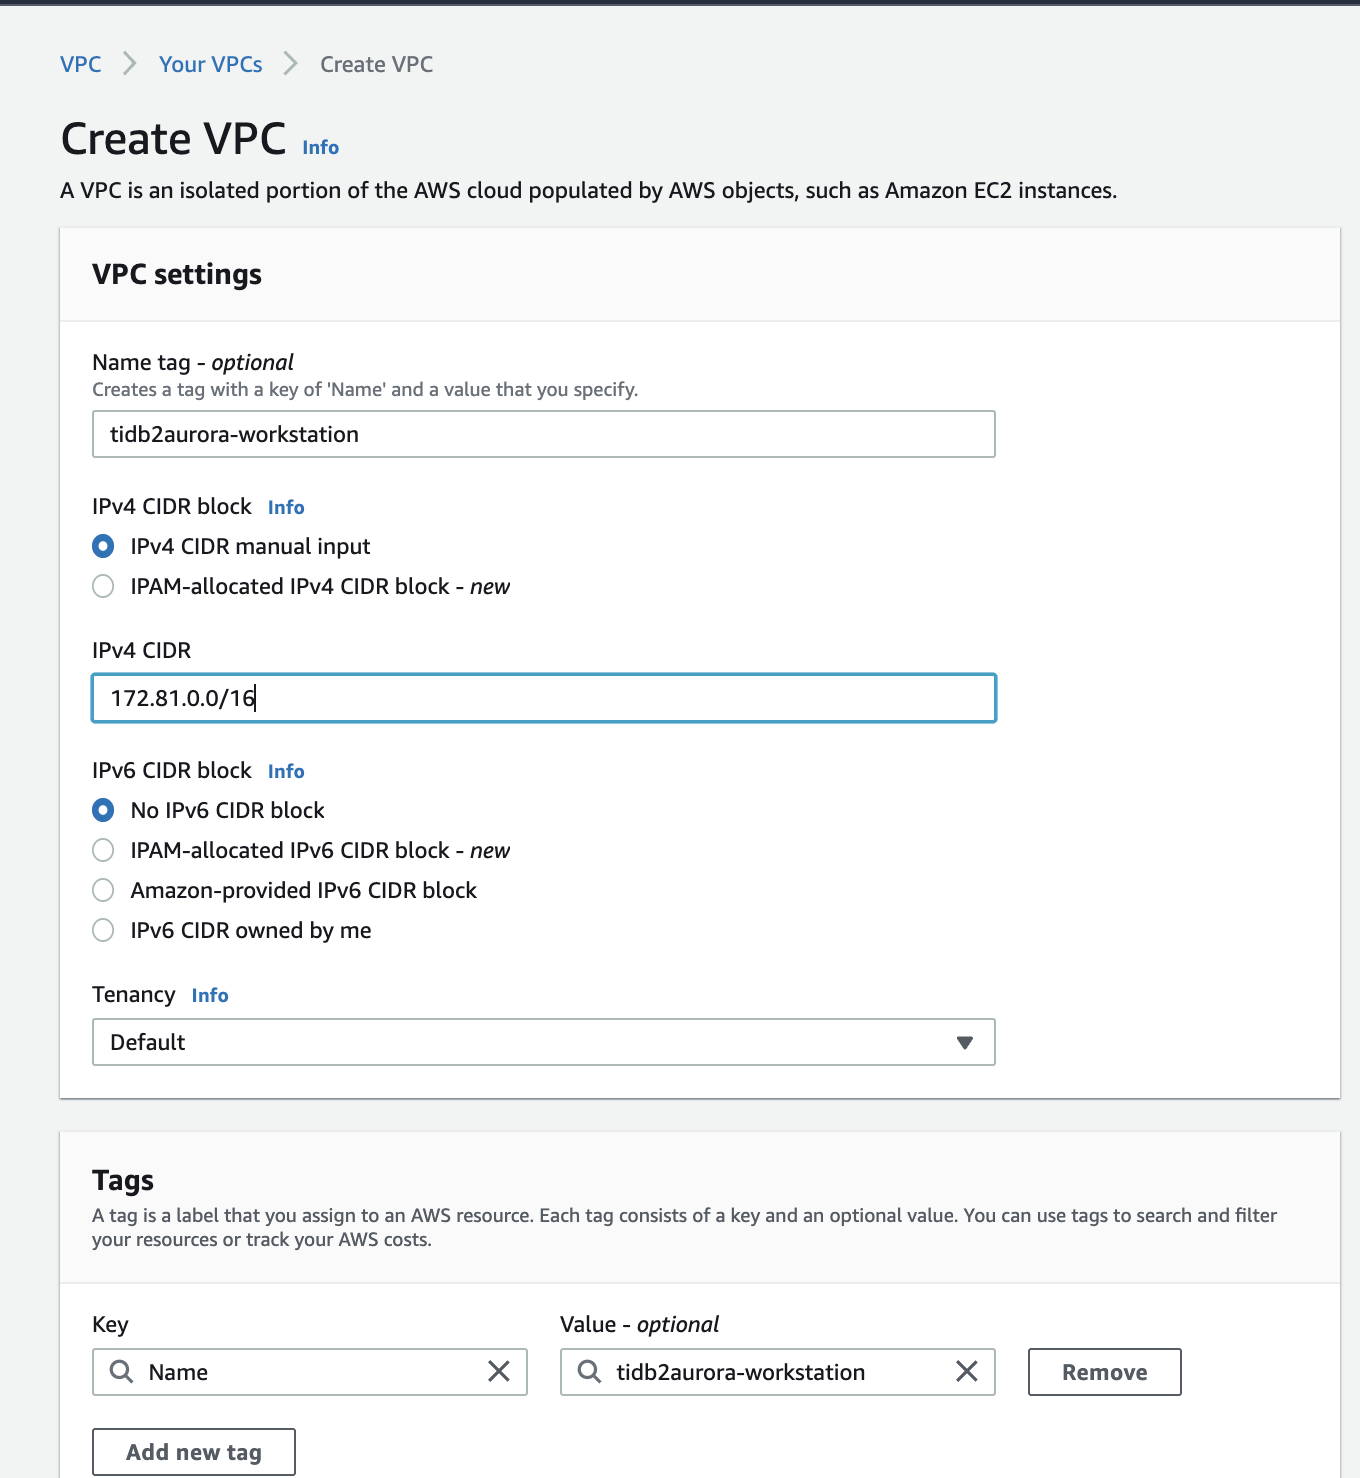 VPC Your VPCs Create VPC
Create VPC Info
A VPC is an isolated portion of the AWS cloud populated by AWS objects, such as Amazon EC2 instances.
VPC settings
Name tag - optional
Creates a tag with a key of 'Name' and a value that you specify.
tidb2aurora-workstation
IPv4 CIDR block Info
IPv4 CIDR manual input
IPAM-allocated IPv4 CIDR block - new
IPv4 CIDR
172.81.0.0/16
IPv6 CIDR block Info
No IPv6 CIDR block
IPAM-allocated IPv6 CIDR block - new
Amazon-provided IPv6 CIDR block
IPv6 CIDR owned by me
Tenancy Info
Default
Tags
A tag is a label that you assign to an AWS resource. Each tag consists of a key and an optional value. You can use tags to search and filter
your resources or track your AWS costs.
Key Value - optional
Name tidb2aurora-workstation Remove
Add new tag